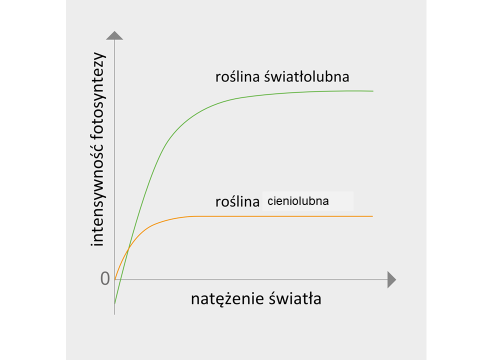 intensywność fotosyntezy
roślina światłolubna
roślina cieniolubna
0
natężenie światła